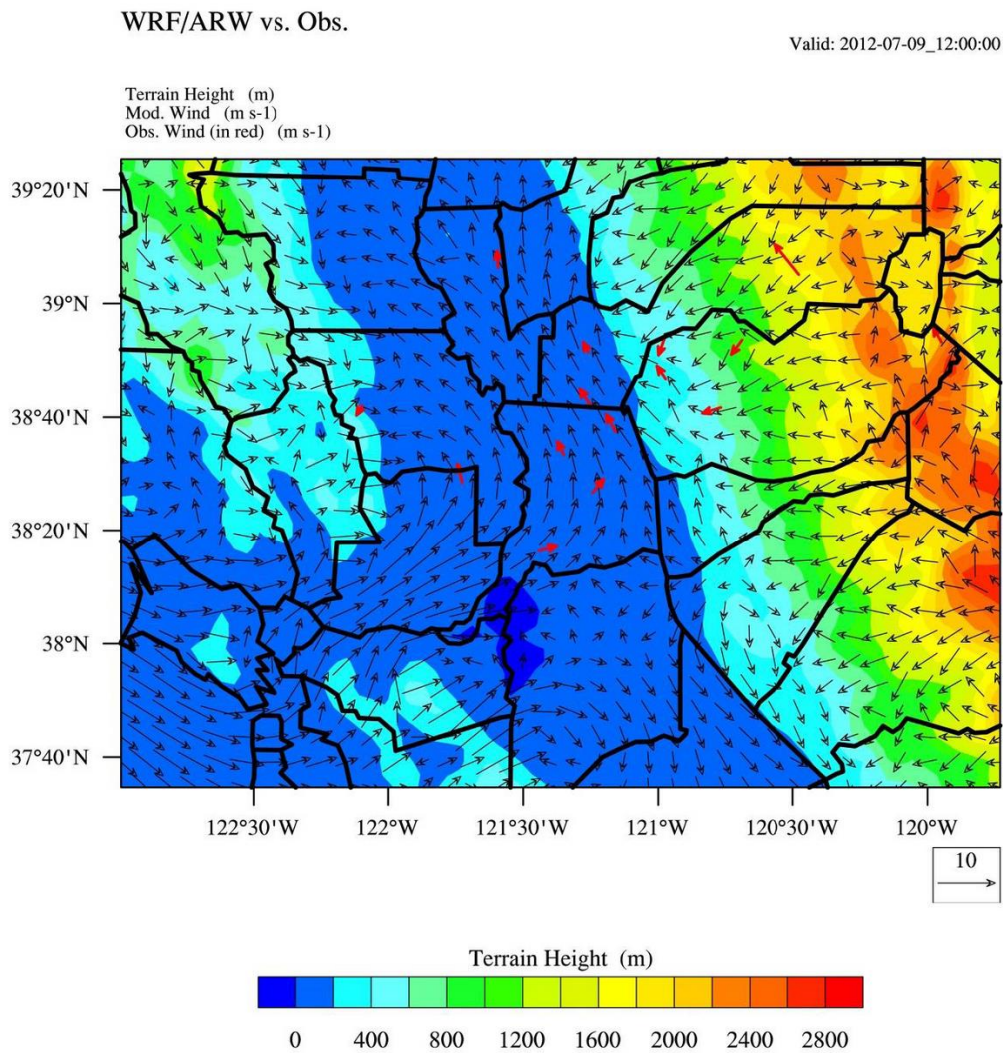 WRF/ARW vs. Obs.
Valid: 2012-07-09_12:00:00
Terrain Height (m)
Mod. Wind (m s-1)
Obs. Wind (in red) (m s-1)
39°20'N
39°N
38°40'N
38°20'N
38°N
37°40'N
122°30'W 122°W 121°30'W 121°W 120°30'W 120°W
10
Terrain Height (m)
0 400 800 1200 1600 2000 2400 2800